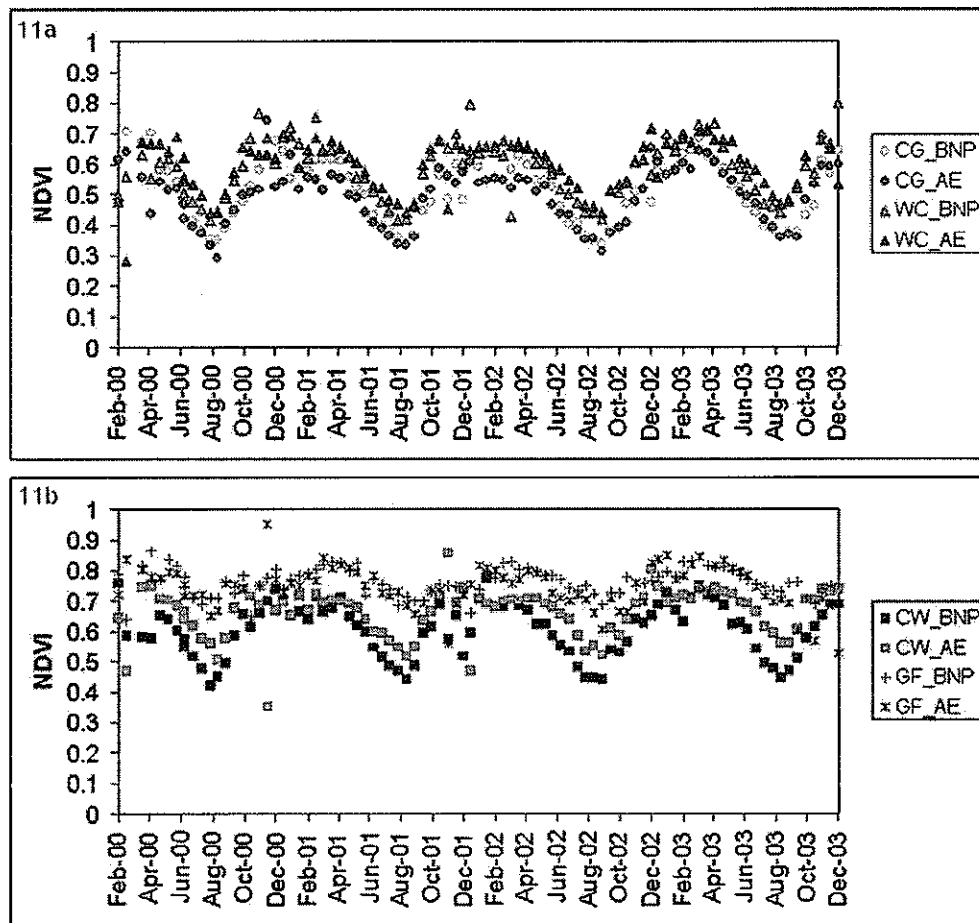 11a
NDVI
1
0.9
0.8
0.7
0.6
0.5
0.4
0.3
0.2
0.1
0
Feb-00
Apr-00
Jun-00
Aug-00
Oct-00
Dec-00
Feb-01
Apr-01
Jun-01
Aug-01
Oct-01
Dec-01
Feb-02
Apr-02
Jun-02
Aug-02
Oct-02
Dec-02
Feb-03
Apr-03
Jun-03
Aug-03
Oct-03
Dec-03
CG_BNP
CG_AE
WC_BNP
WC_AE
11b
NDVI
1
0.9
0.8
0.7
0.6
0.5
0.4
0.3
0.2
0.1
0
Feb-00
Apr-00
Jun-00
Aug-00
Oct-00
Dec-00
Feb-01
Apr-01
Jun-01
Aug-01
Oct-01
Dec-01
Feb-02
Apr-02
Jun-02
Aug-02
Oct-02
Dec-02
Feb-03
Apr-03
Jun-03
Aug-03
Oct-03
Dec-03
CW_BNP
CW_AE
GF_BNP
GF_AE